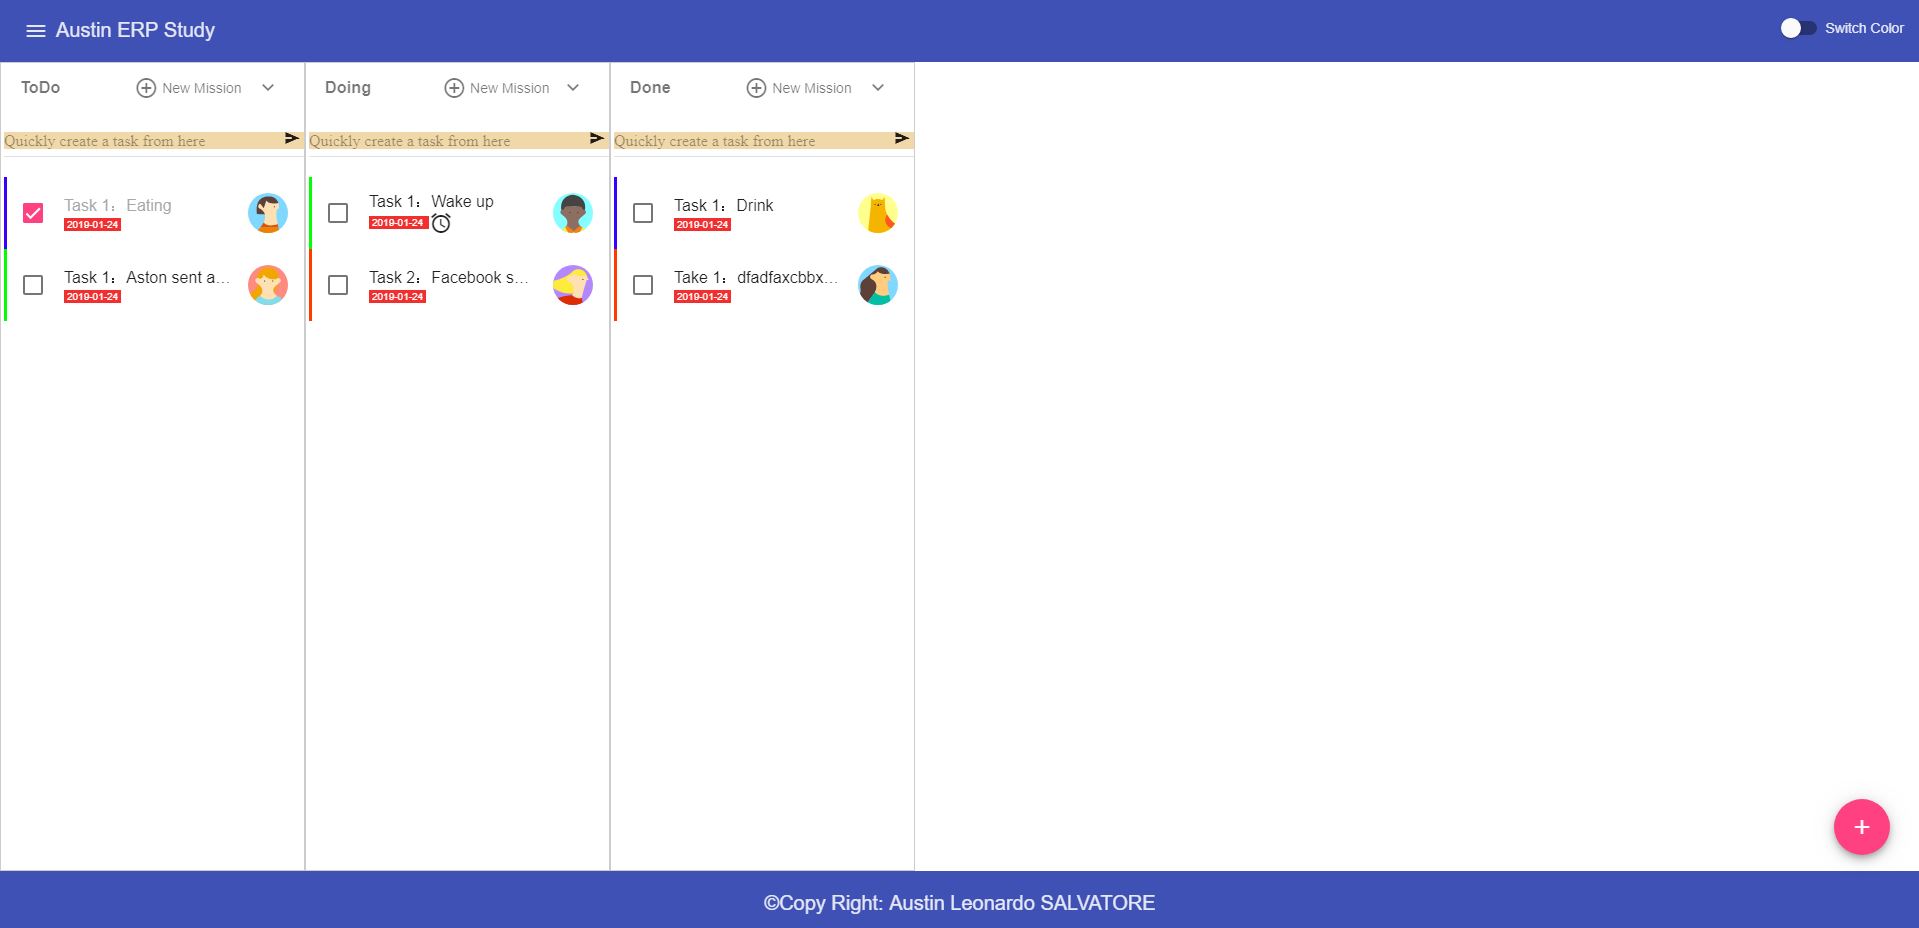 Austin ERP Study
Switch Color
ToDo
New Mission
Quickly create a task from here
Task 1：Eating
2019-01-24
Task 1：Aston sent a...
2019-01-24
Doing
New Mission
Quickly create a task from here
Task 1：Wake up
2019-01-24
Task 2：Facebook s...
2019-01-24
Done
New Mission
Quickly create a task from here
Task 1：Drink
2019-01-24
Take 1：dfadfaxcbbx...
2019-01-24
©Copy Right: Austin Leonardo SALVATORE